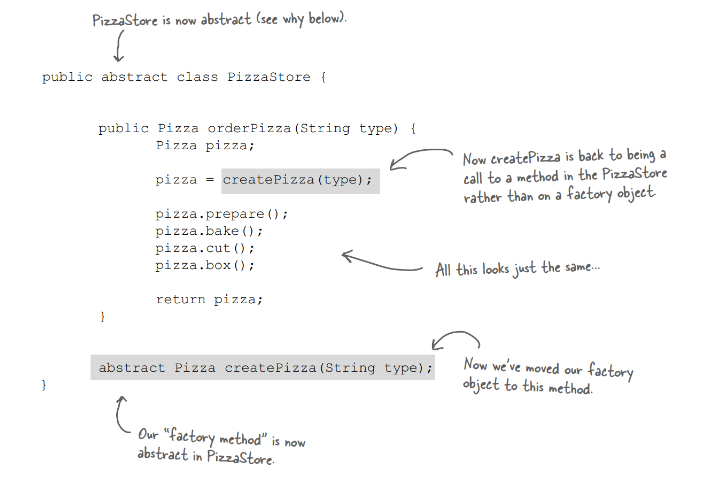 PizzaStore is now abstract (see why below).
public abstract class PizzaStore {
public Pizza orderPizza(String type) {
Pizza pizza;
pizza = createPizza(type);
Now createPizza is back to being a
call to a method in the PizzaStore
rather than on a factory object.
pizza.prepare();
pizza.bake();
pizza.cut();
pizza.box();
All this looks just the same...
return pizza;
}
abstract Pizza createPizza(String type);
Now we've moved our factory
object to this method.
}
Our "factory method" is now
abstract in PizzaStore.